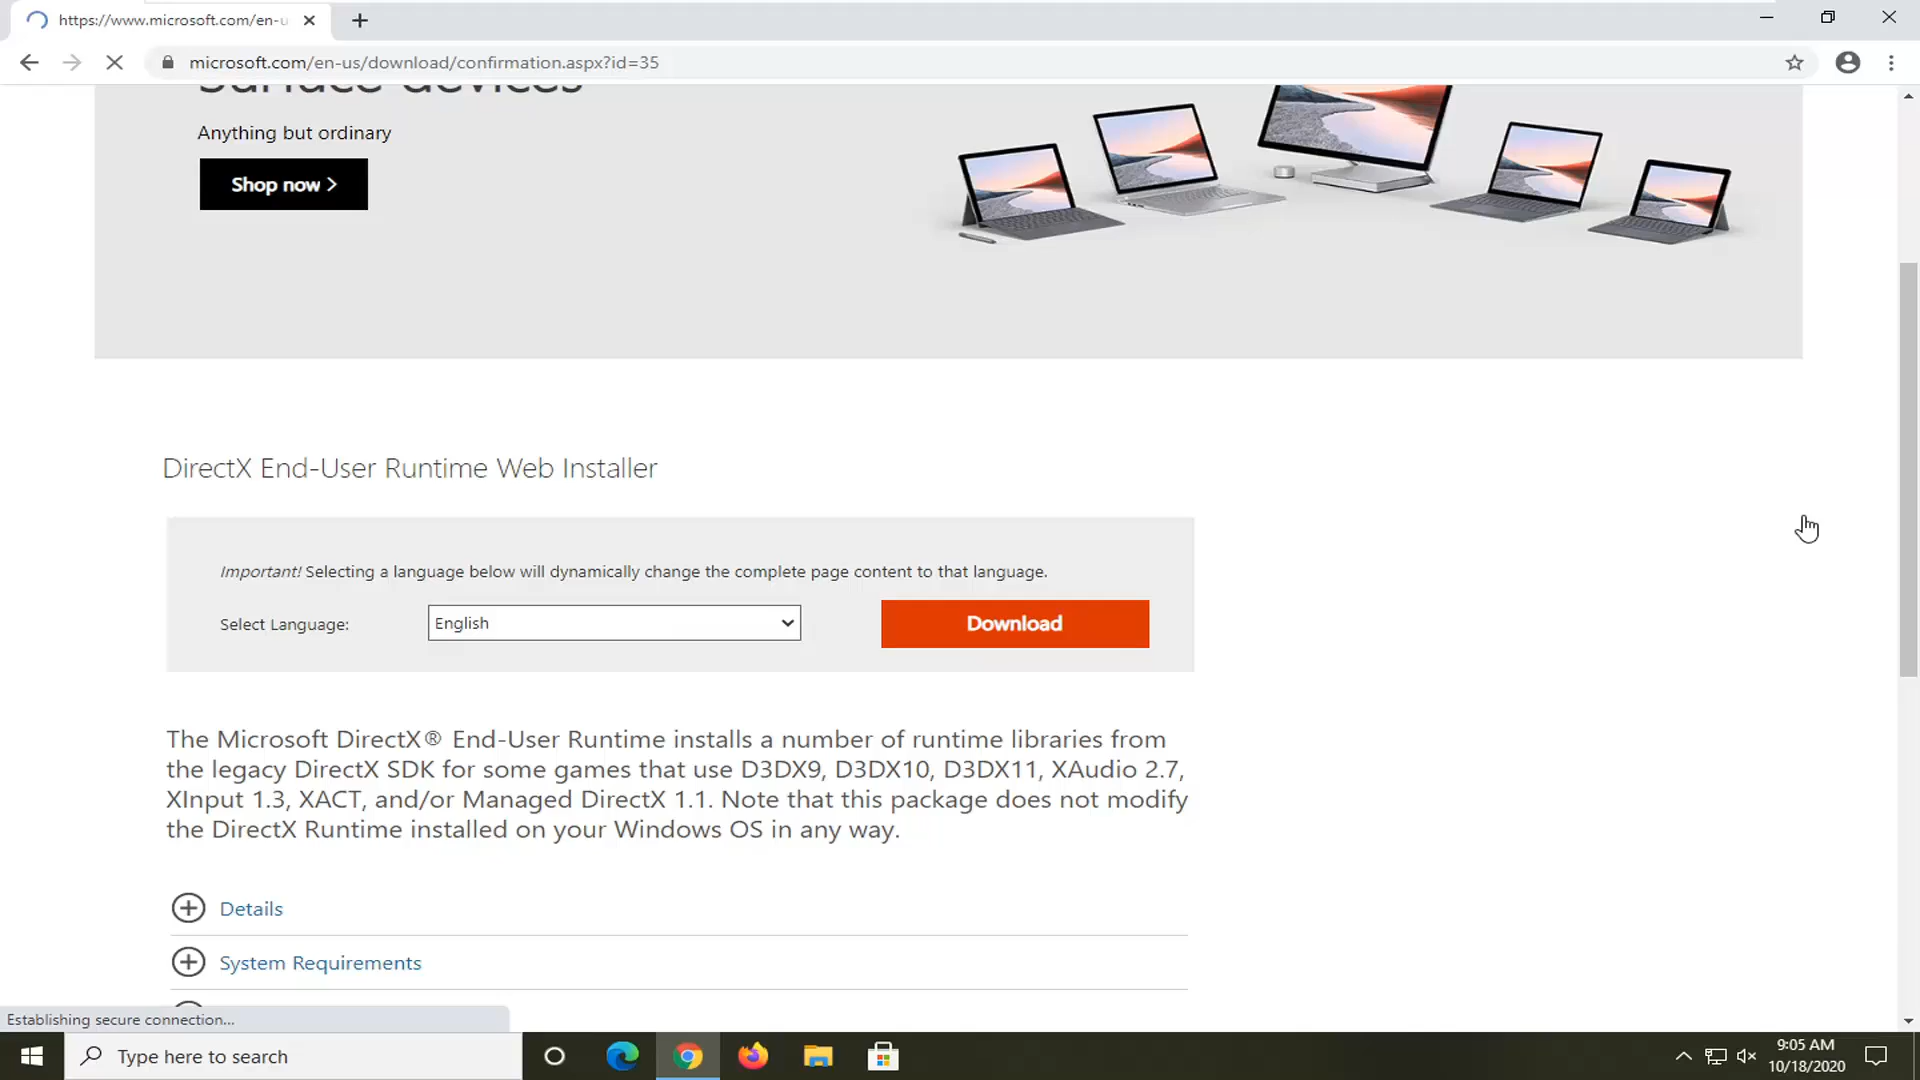 https://www.microsoft.com/en-u
microsoft.com/en-us/download/confirmation.aspx?id=35
Surface devices
Anything but ordinary
Shop now >
DirectX End-User Runtime Web Installer
Important! Selecting a language below will dynamically change the complete page content to that language.
Select Language:
English
Download
The Microsoft DirectX® End-User Runtime installs a number of runtime libraries from
the legacy DirectX SDK for some games that use D3DX9, D3DX10, D3DX11, XAudio 2.7,
XInput 1.3, XACT, and/or Managed DirectX 1.1. Note that this package does not modify
the DirectX Runtime installed on your Windows OS in any way.
Details
System Requirements
Establishing secure connection...
Type here to search
9:05 AM
10/18/2020